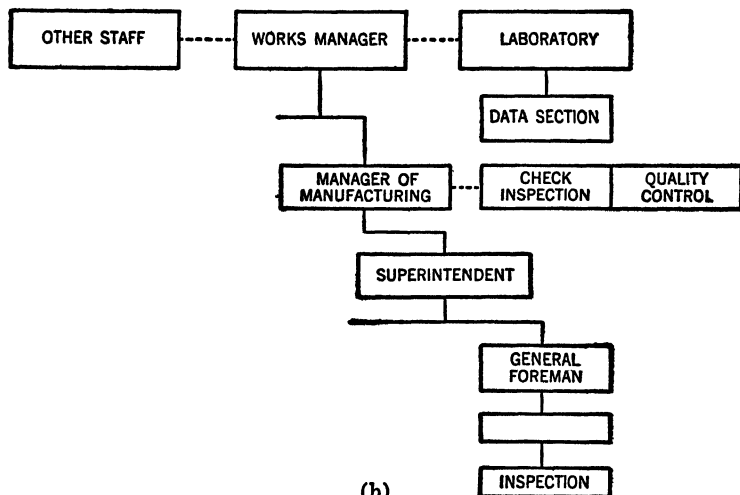 OTHER STAFF
WORKS MANAGER
LABORATORY
DATA SECTION
MANAGER OF
MANUFACTURING
CHECK
INSPECTION
QUALITY
CONTROL
SUPERINTENDENT
GENERAL
FOREMAN
INSPECTION
(b)